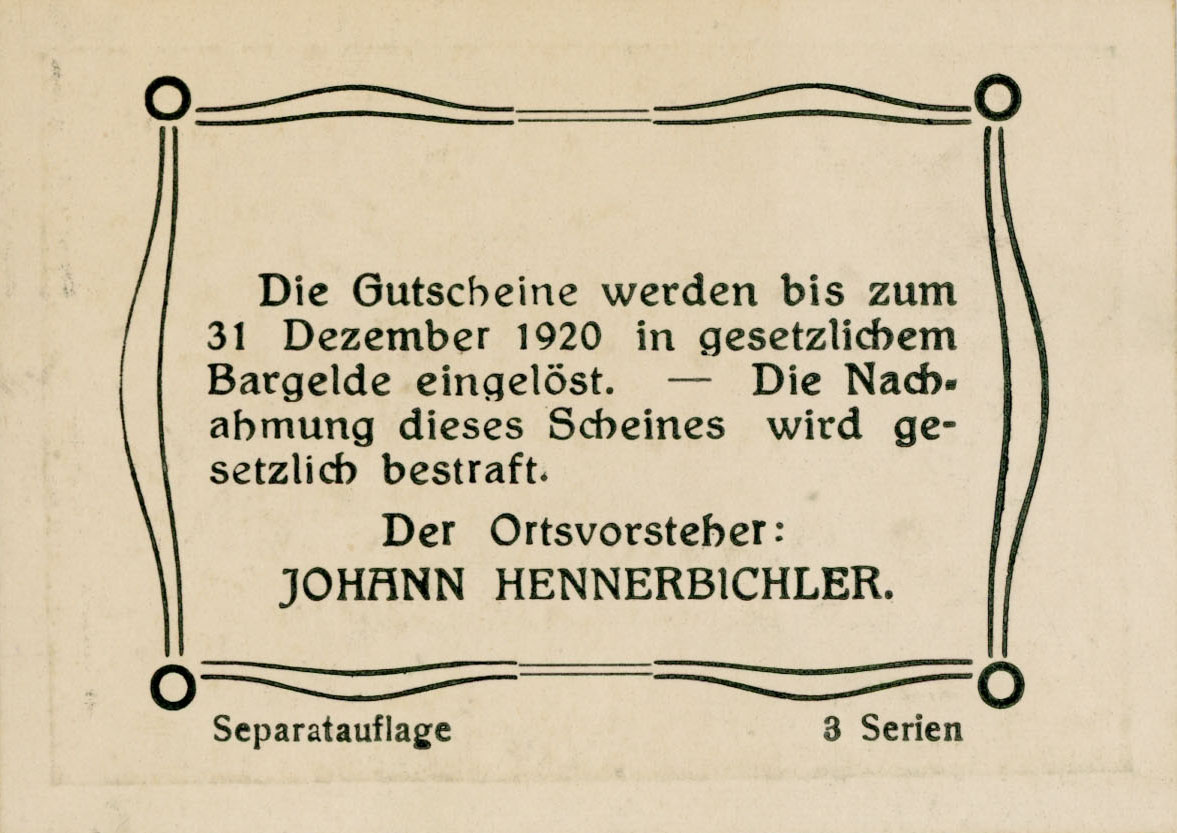 Die Gutscheine werden bis zum
31 Dezember 1920 in gesetzlichem
Bargelde eingelöst. — Die Nach-
ahmung dieses Scheines wird ge-
setzlich bestraft.
Der Ortsvorsteher:
JOHANN HENNERBICHLER.
Separatauflage
3 Serien